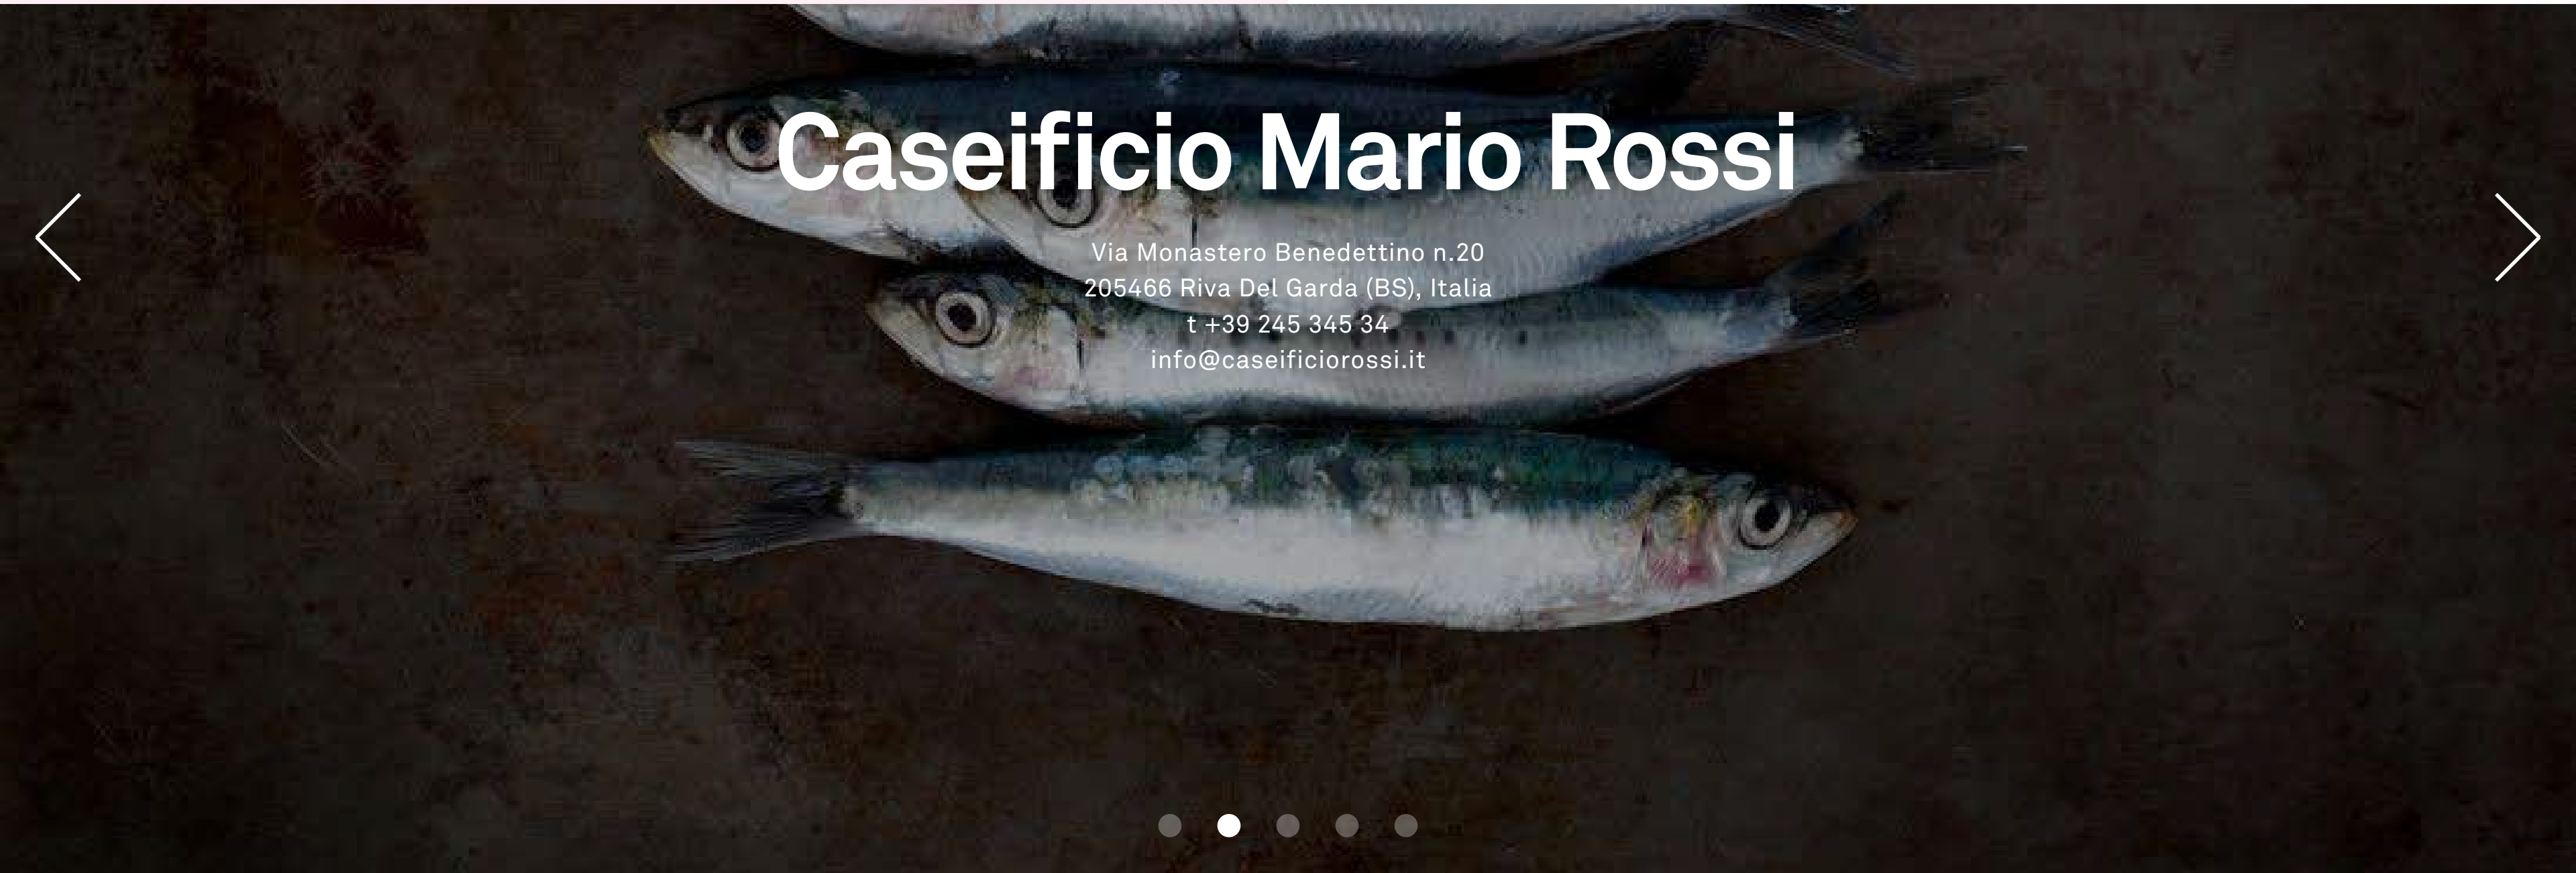 Caseificio Mario Rossi
Via Monastero Benedettino n.20
205466 Riva Del Garda (BS), Italia
t +39 245 345 34
info@caseificiorossi.it